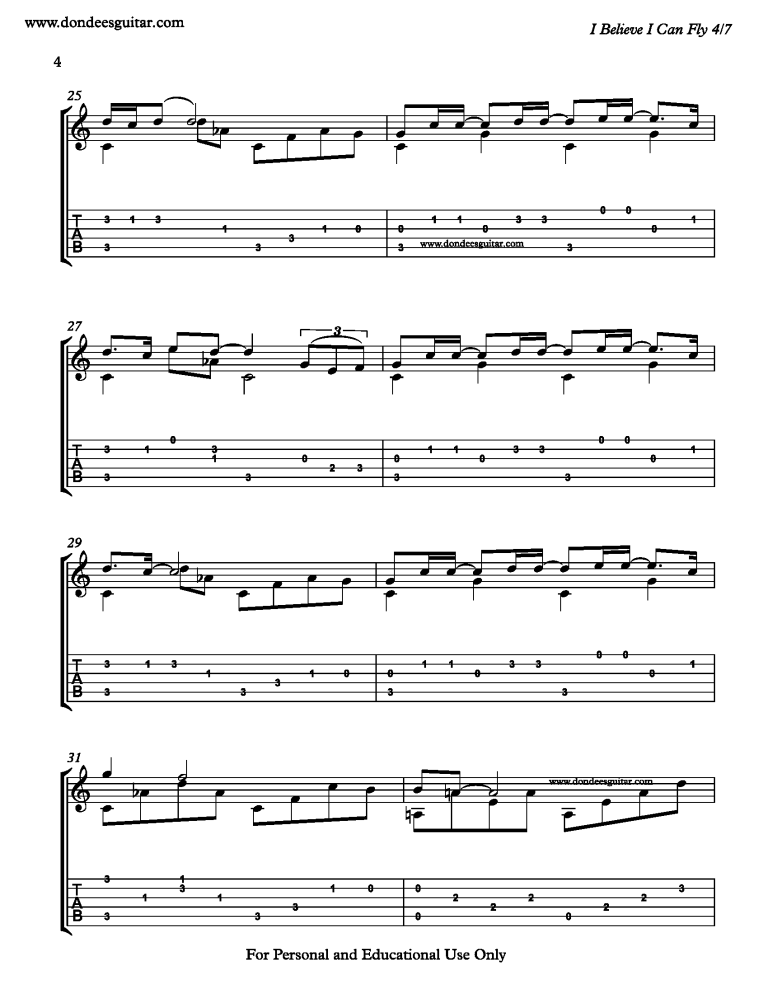 www.dondeesguitar.com
I Believe I Can Fly 4/7
4
25
T 3 1 3 1 3 1 0 0 1 1 0 3 3 0 0 0 1
A
B 3 3 3 www.dondeesguitar.com 3
27
3
T 3 1 0 3 1 0 2 3 0 1 1 0 3 3 0 0 0 1
A
B 3 3 3 3
29
T 3 1 3 1 3 1 0 0 1 1 0 3 3 0 0 0 1
A
B 3 3 3 3
31
www.dondeesguitar.com
T 3 1 1 3 1 3 1 0 0 2 2 2 2 2 3
A
B 3 3 0 0
For Personal and Educational Use Only